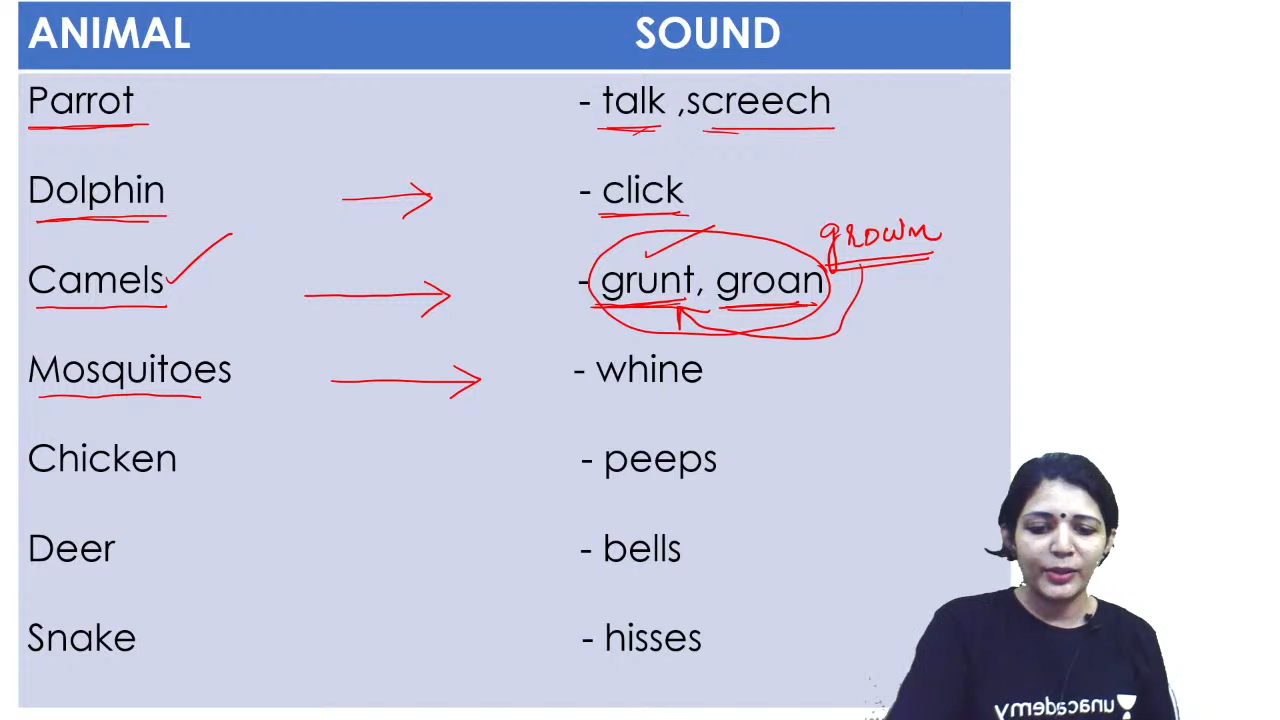 ANIMAL SOUND
Parrot - talk ,screech
Dolphin - click
grown
Camels - grunt, groan
Mosquitoes - whine
Chicken - peeps
Deer - bells
Snake - hisses
unacademy